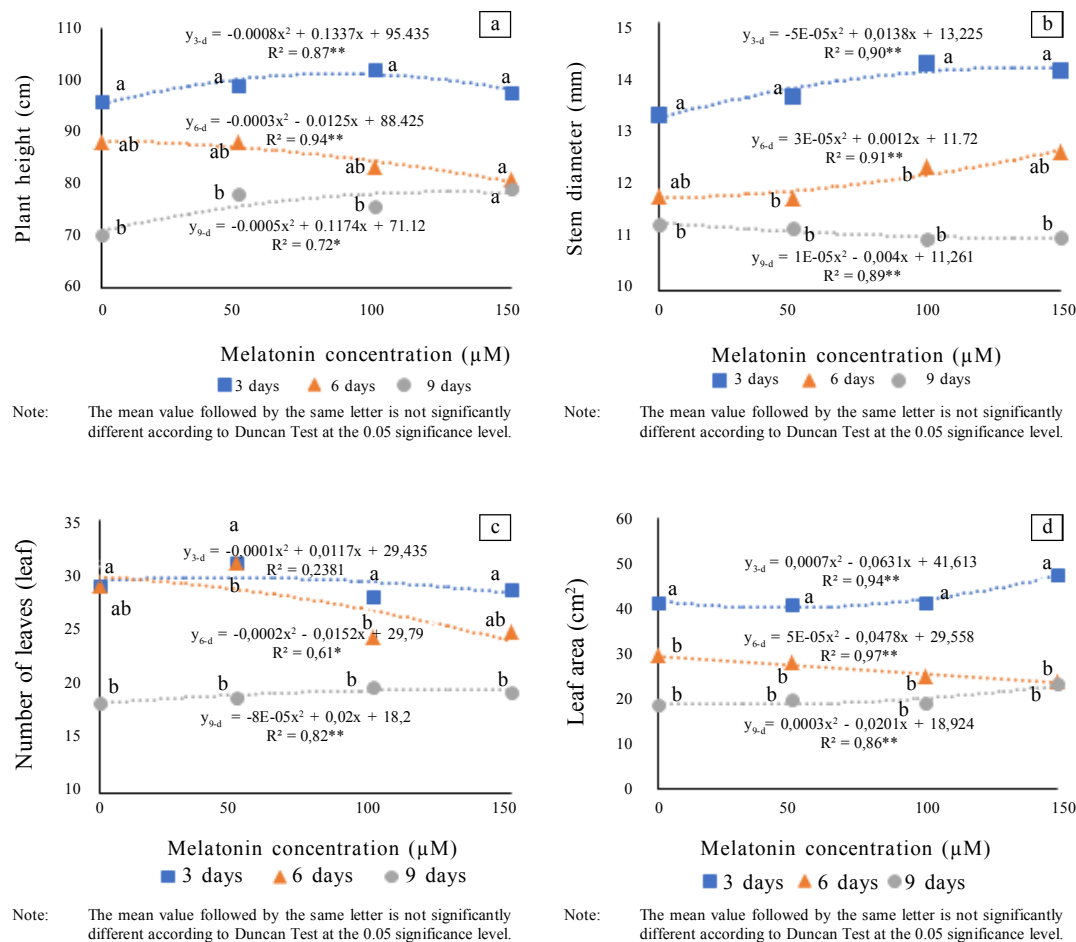 a
y3-d = -0.0008x² + 0.1337x + 95.435
R² = 0.87**
a a a a
y6-d = -0.0003x² - 0.0125x + 88.425
R² = 0.94**
ab ab ab a
b b b a
y9-d = -0.0005x² + 0.1174x + 71.12
R² = 0.72*
Plant height (cm)
110
100
90
80
70
60
0 50 100 150
Melatonin concentration (µM)
3 days 6 days 9 days
Note: The mean value followed by the same letter is not significantly
different according to Duncan Test at the 0.05 significance level.
b
y3-d = -5E-05x² + 0,0138x + 13,225
R² = 0,90**
a a a a
y6-d = 3E-05x² + 0.0012x + 11.72
R² = 0.91**
ab b b ab
b b b b
y9-d = 1E-05x² - 0,004x + 11,261
R² = 0,89**
Stem diameter (mm)
15
14
13
12
11
10
0 50 100 150
Melatonin concentration (µM)
3 days 6 days 9 days
Note: The mean value followed by the same letter is not significantly
different according to Duncan Test at the 0.05 significance level.
c
y3-d = -0,0001x² + 0,0117x + 29,435
R² = 0,2381
a a a a
ab b b ab
y6-d = -0,0002x² - 0,0152x + 29,79
R² = 0,61*
b b b b
y9-d = -8E-05x² + 0,02x + 18,2
R² = 0,82**
Number of leaves (leaf)
35
30
25
20
15
10
0 50 100 150
Melatonin concentration (µM)
3 days 6 days 9 days
Note: The mean value followed by the same letter is not significantly
different according to Duncan Test at the 0.05 significance level.
d
y3-d = 0,0007x² - 0,0631x + 41,613
R² = 0,94**
a a a a
y6-d = 5E-05x² - 0,0478x + 29,558
R² = 0,97**
b b b b
b b b b
y9-d = 0,0003x² - 0,0201x + 18,924
R² = 0,86**
Leaf area (cm²)
60
50
40
30
20
10
0
0 50 100 150
Melatonin concentration (µM)
3 days 6 days 9 days
Note: The mean value followed by the same letter is not significantly
different according to Duncan Test at the 0.05 significance level.